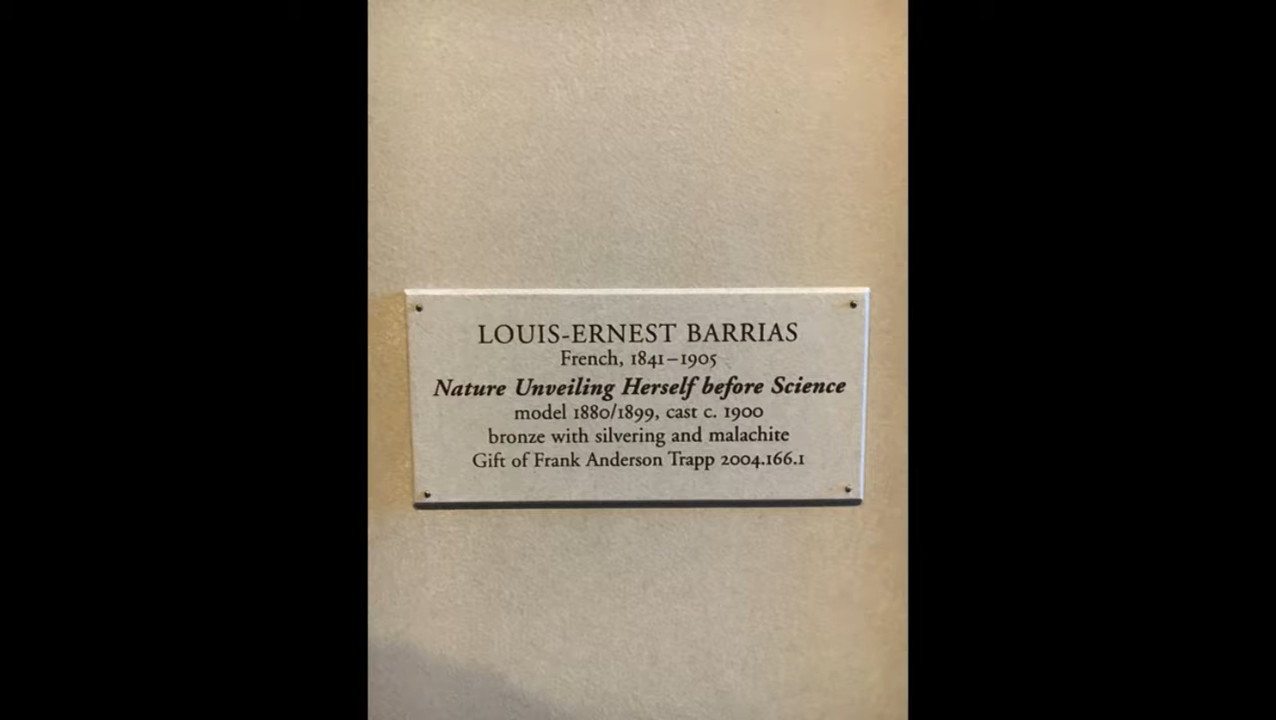 LOUIS-ERNEST BARRIAS
French, 1841–1905
Nature Unveiling Herself before Science
model 1880/1899, cast c. 1900
bronze with silvering and malachite
Gift of Frank Anderson Trapp 2004.166.1